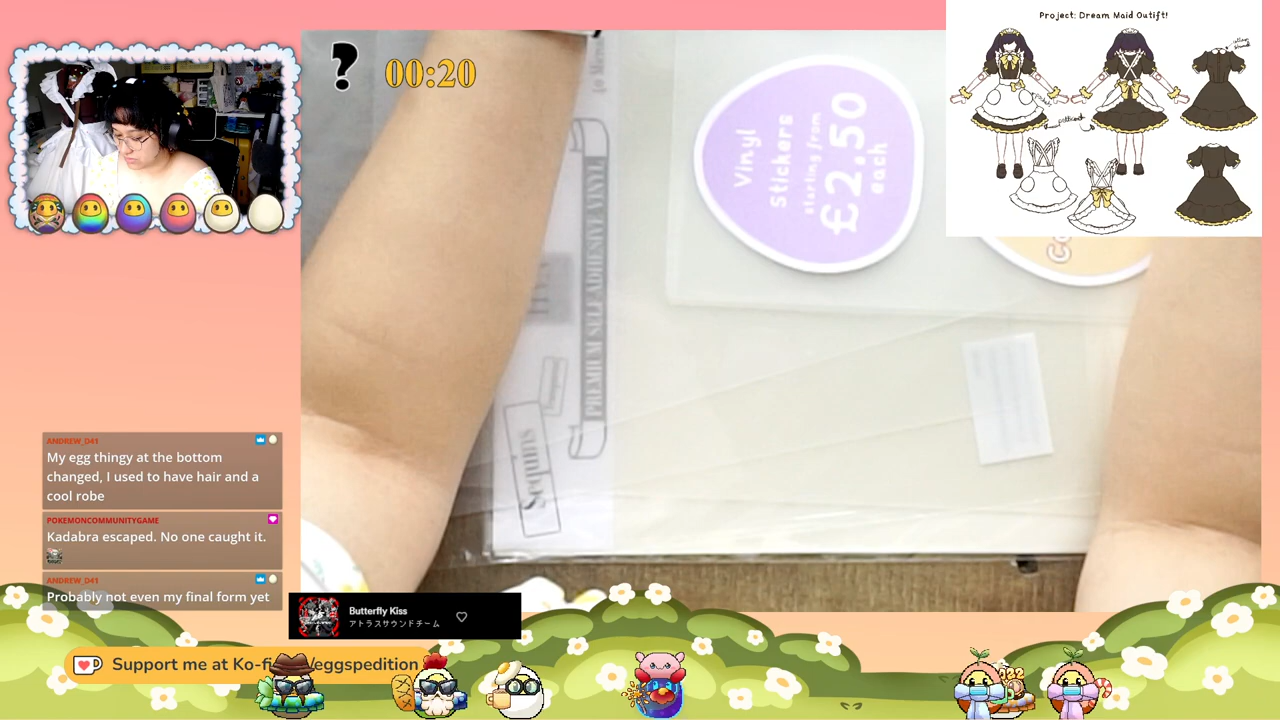 Project: Dream Maid Outift!
?
00:20
Vinyl
Stickers
starting from
£2.50
each
PREMIUM SELF ADHESIVE VINYL
Sequins
ANDREW_D41
My egg thingy at the bottom
changed, I used to have hair and a
cool robe
POKEMONCOMMUNITYGAME
Kadabra escaped. No one caught it.
ANDREW_D41
Probably not even my final form yet
Butterfly Kiss
アトラスサウンドチーム
Support me at Ko-fi /eggspedition